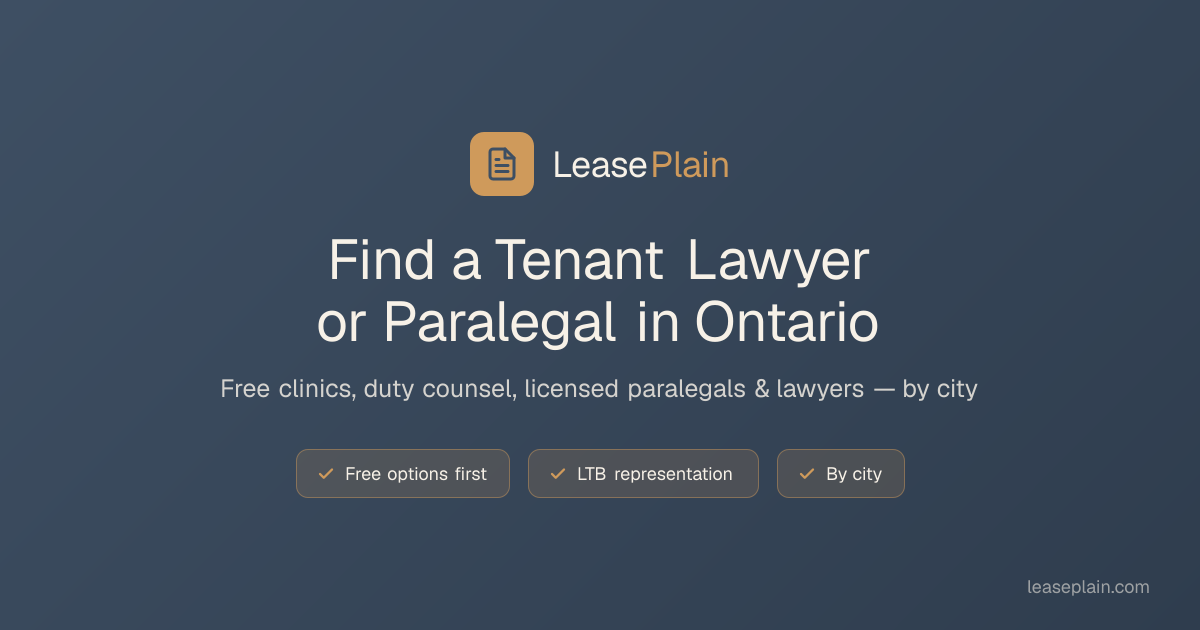 LeasePlain
Find a Tenant Lawyer
or Paralegal in Ontario
Free clinics, duty counsel, licensed paralegals & lawyers — by city
Free options first
LTB representation
By city
leaseplain.com